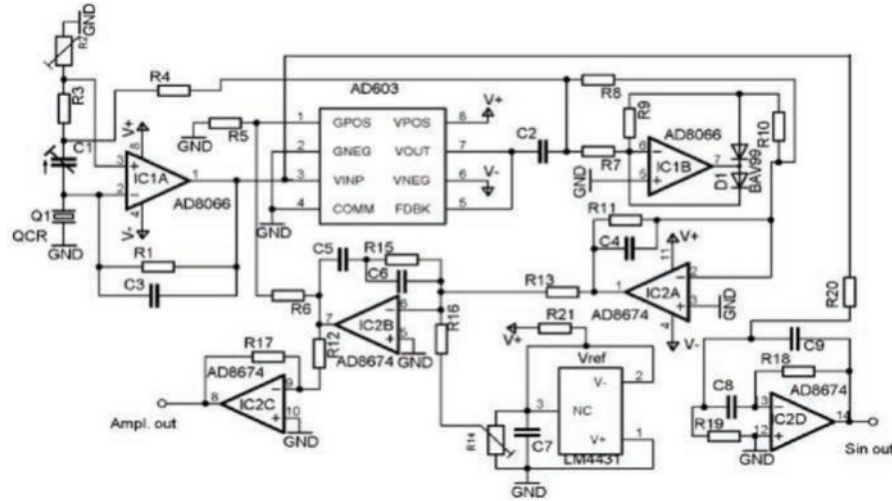 GND
R2
R3
R4
V+
C1
8
3
2
1
4
IC1A
AD8066
V-
Q1
QCR
GND
R1
C3
GND
R5
AD603
1 GPOS VPOS 8 V+
2 GNEG VOUT 7 C2
3 VINP VNEG 6 V-
4 COMM FDBK 5
GND
R8
R9
R10
R7
AD8066
6
5
7
IC1B
GND
D1
BAV99
R11
C4
V+
11
2
3
1
4
IC2A
GND
AD8674
V-
R13
C5
R15
C6
R6
7
6
5
IC2B
R12
AD8674
GND
R16
R17
AD8674
8
9
10
IC2C
GND
Ampl. out
R21
V+
Vref
V- 2
3 NC
V+ 1
LM4431
R14
C7
GND
R20
C9
R18
C8
AD8674
13
12
14
R19
IC2D
GND
Sin out